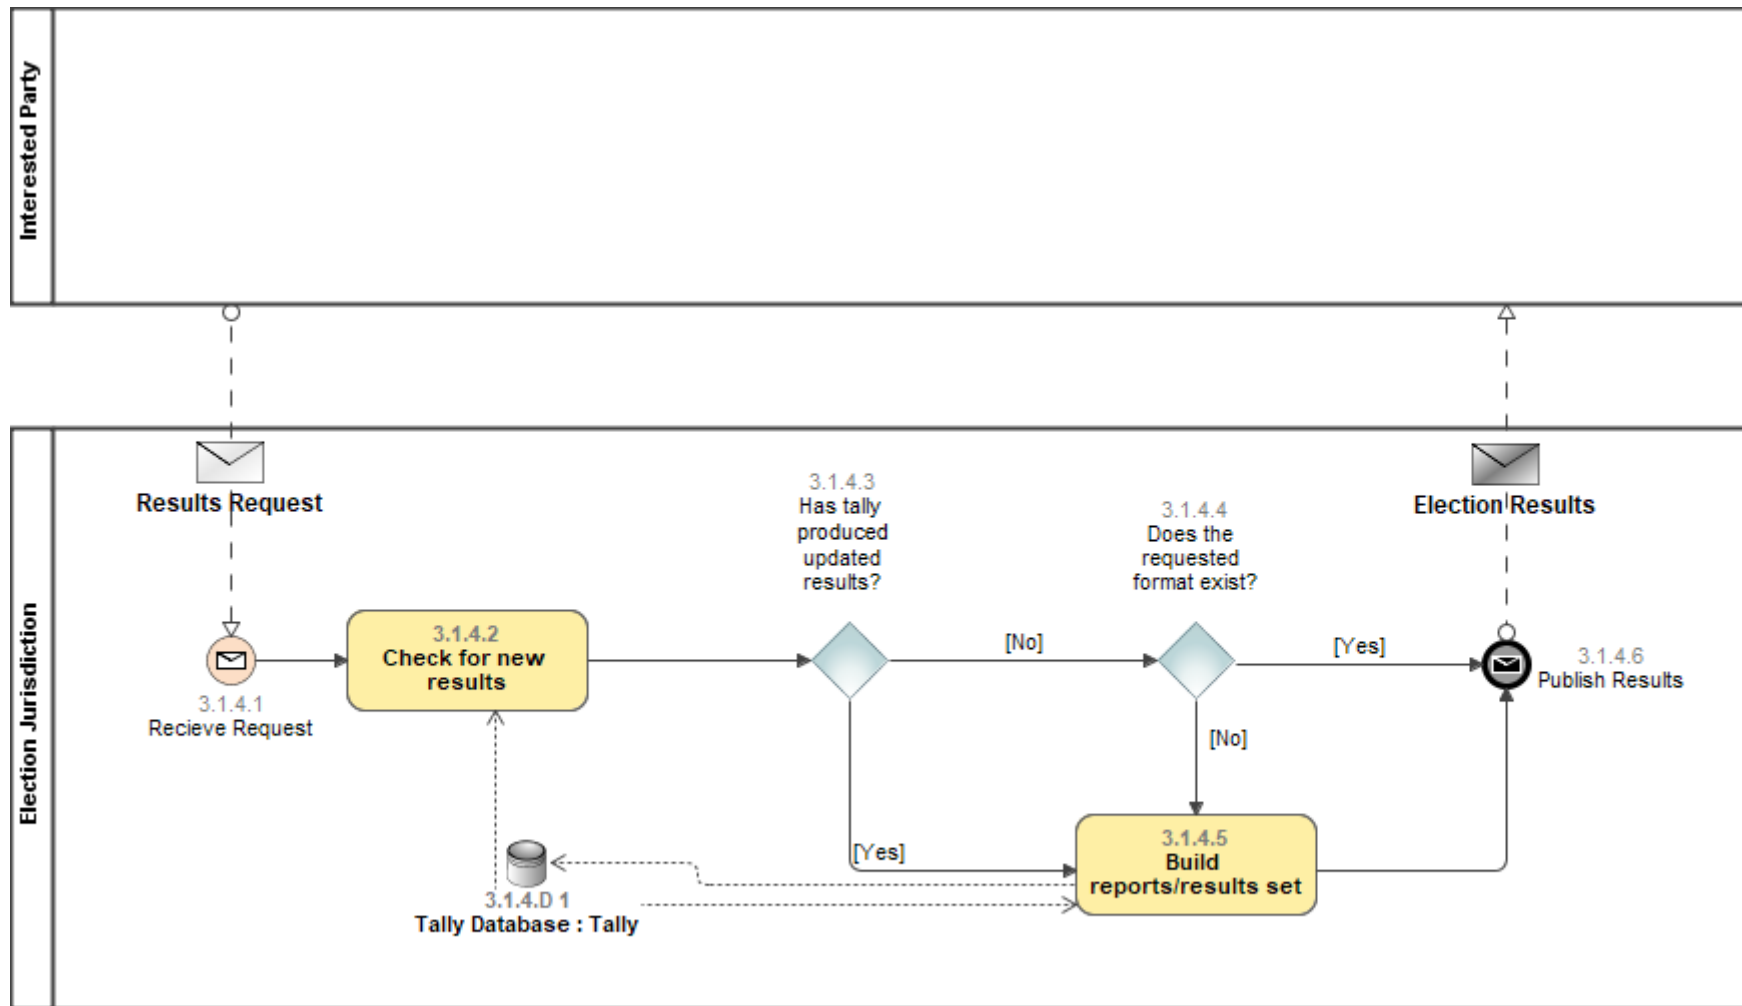 Interested Party
Election Jurisdiction
Results Request
3.1.4.1
Recieve Request
3.1.4.2
Check for new
results
3.1.4.3
Has tally
produced
updated
results?
[No]
[Yes]
3.1.4.4
Does the
requested
format exist?
[Yes]
[No]
3.1.4.5
Build
reports/results set
3.1.4.D 1
Tally Database : Tally
Election Results
3.1.4.6
Publish Results